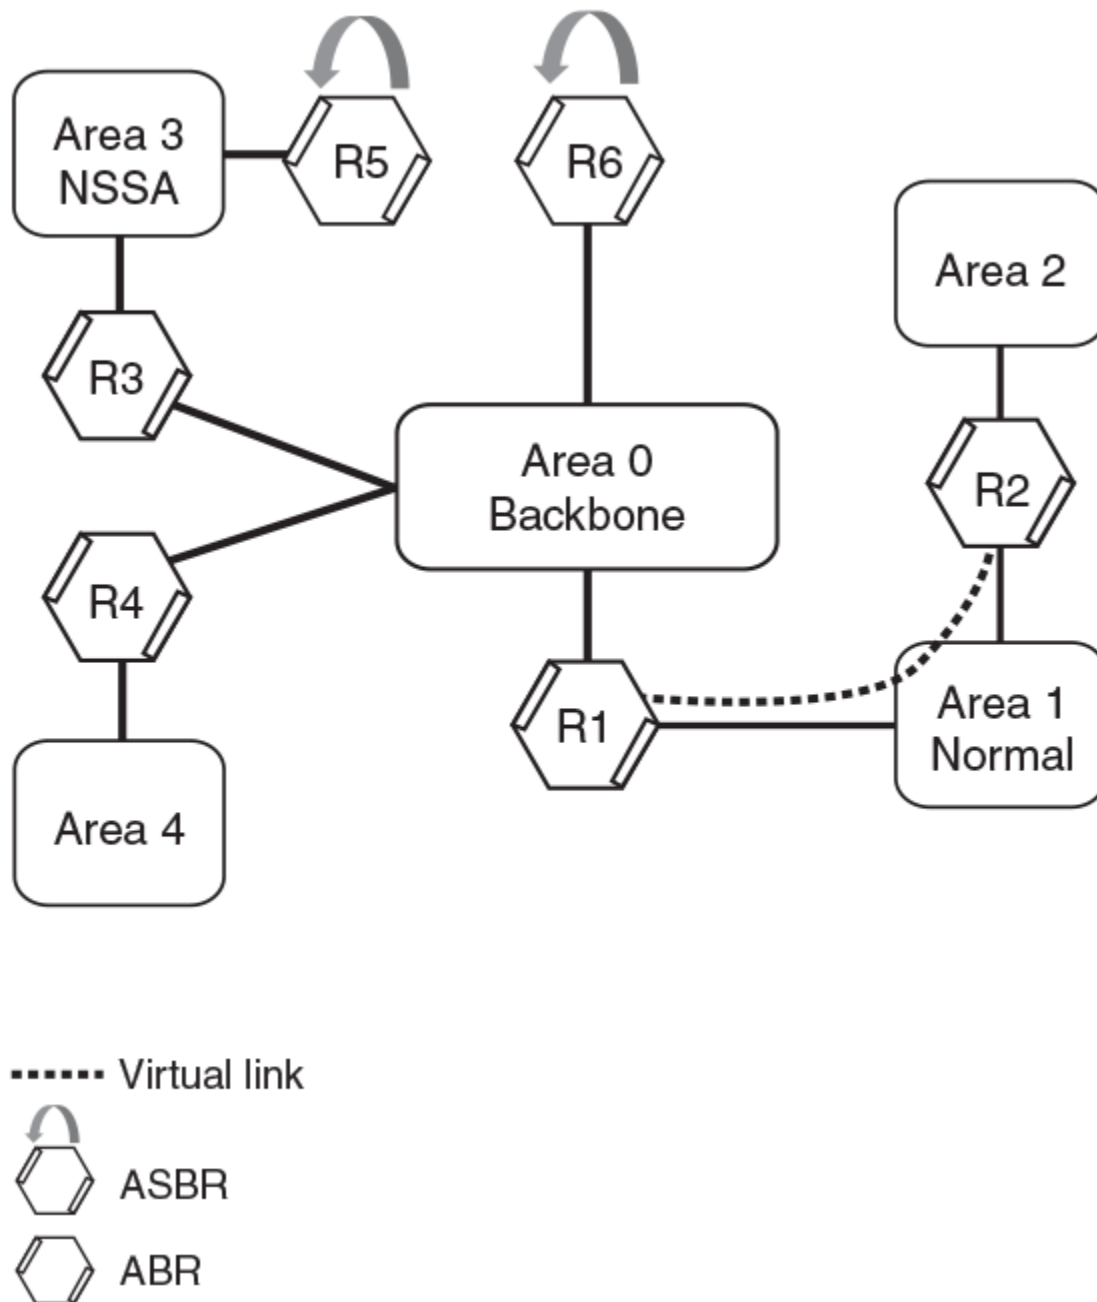 Area 3
NSSA
R5
R6
Area 2
R3
Area 0
Backbone
R2
R4
R1
Area 1
Normal
Area 4
Virtual link
ASBR
ABR